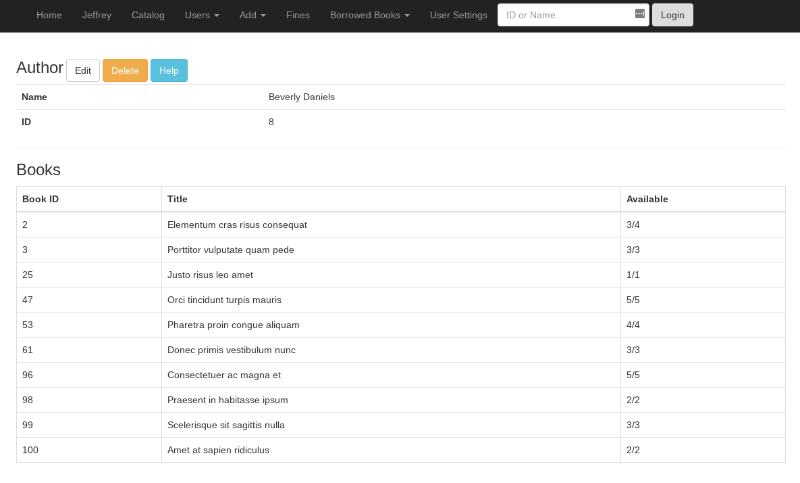 Home Jeffrey Catalog Users Add Fines Borrowed Books User Settings ID or Name Login
Author Edit Delete Help
Name Beverly Daniels
ID 8
Books
Book ID Title Available
2 Elementum cras risus consequat 3/4
3 Porttitor vulputate quam pede 3/3
25 Justo risus leo amet 1/1
47 Orci tincidunt turpis mauris 5/5
53 Pharetra proin congue aliquam 4/4
61 Donec primis vestibulum nunc 3/3
96 Consectetuer ac magna et 5/5
98 Praesent in habitasse ipsum 2/2
99 Scelerisque sit sagittis nulla 3/3
100 Amet at sapien ridiculus 2/2